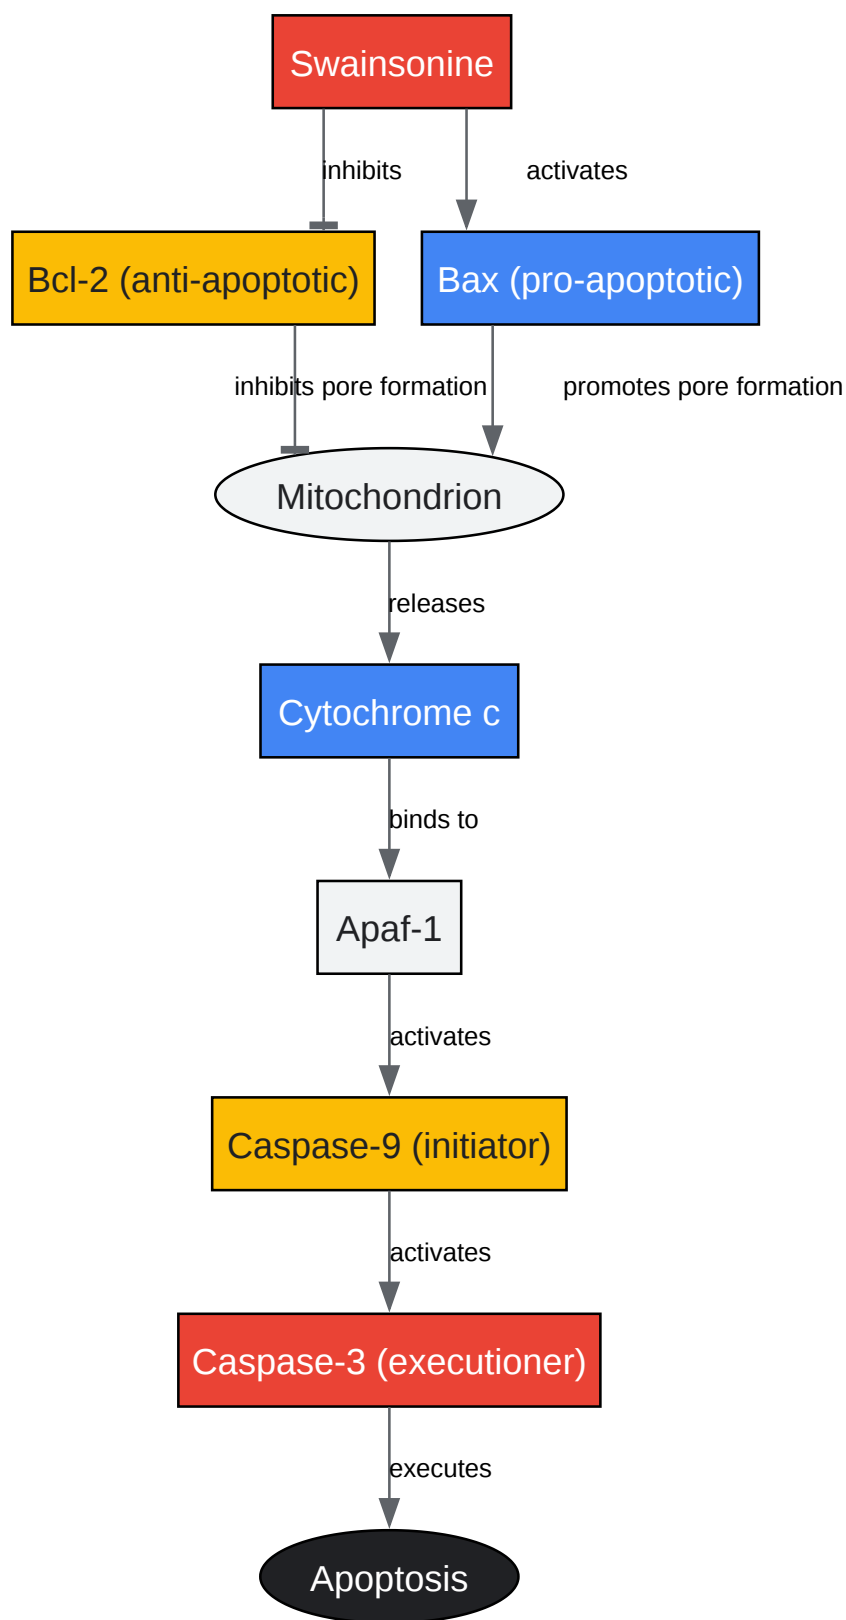 Swainsonine
inhibits
activates
Bcl-2 (anti-apoptotic)
Bax (pro-apoptotic)
inhibits pore formation
promotes pore formation
Mitochondrion
releases
Cytochrome c
binds to
Apaf-1
activates
Caspase-9 (initiator)
activates
Caspase-3 (executioner)
executes
Apoptosis